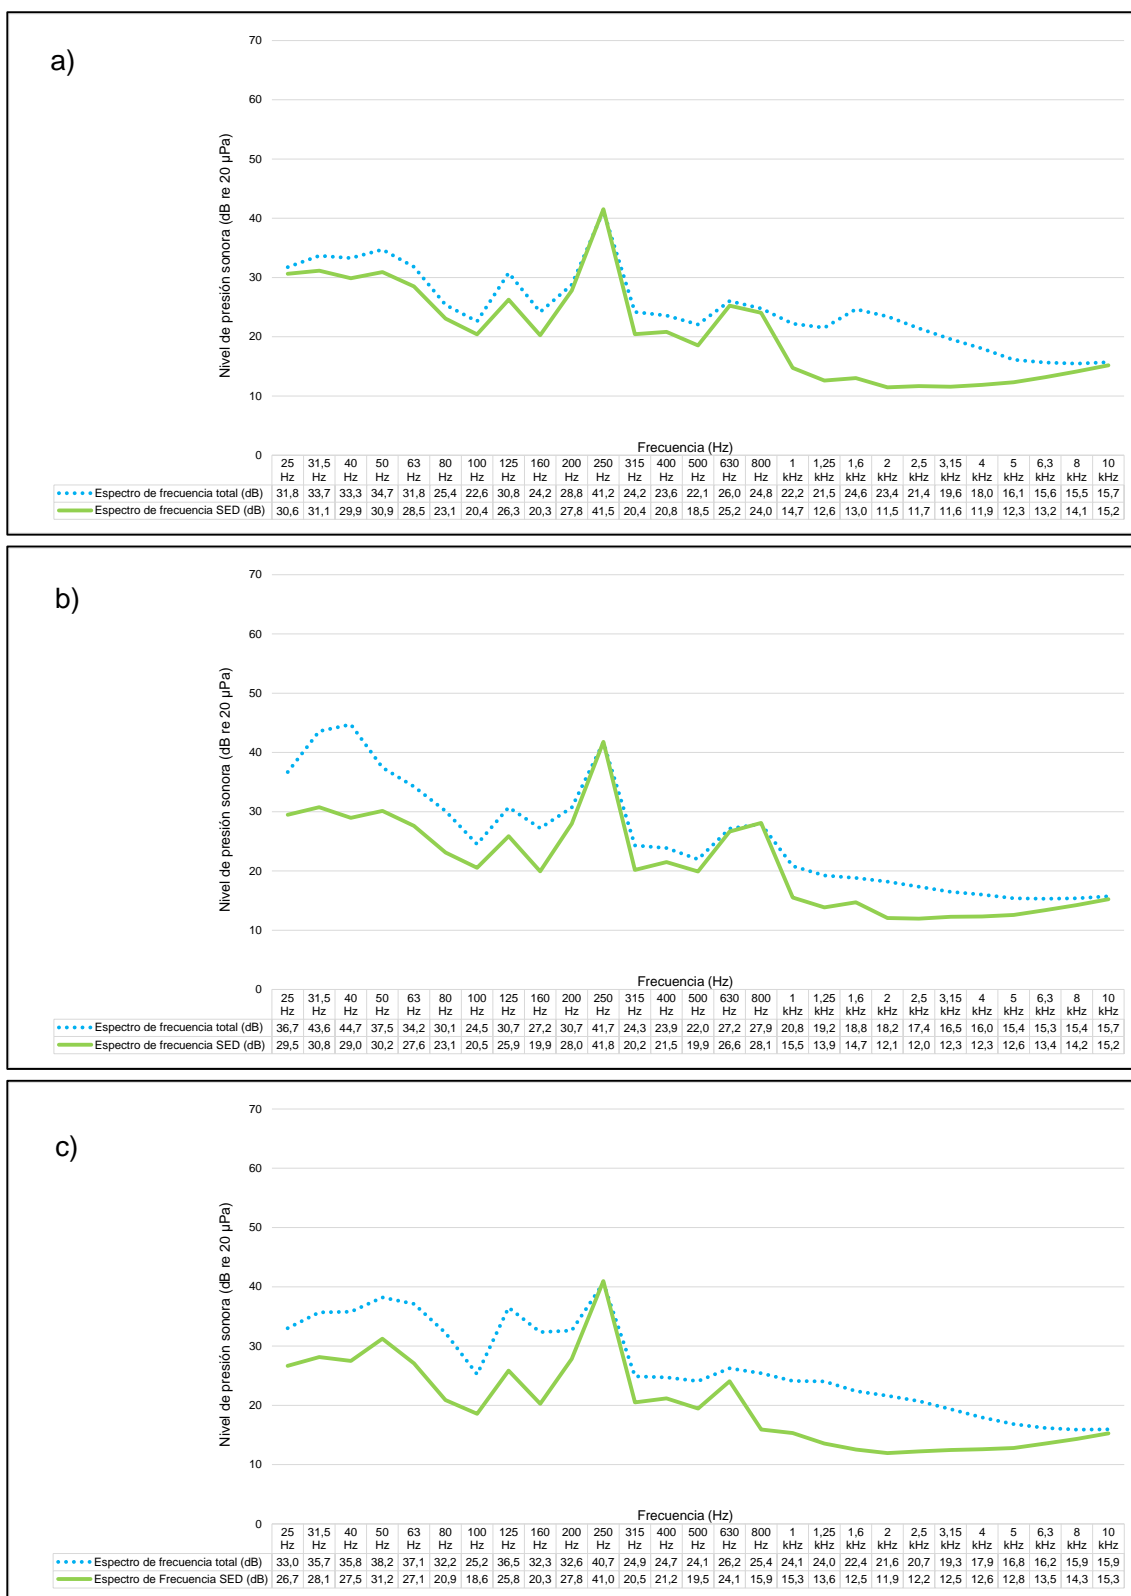 a)
Nivel de presión sonora (dB re 20 µPa)
70
60
50
40
30
20
10
0
Frecuencia (Hz)
25 Hz 31,5 Hz 40 Hz 50 Hz 63 Hz 80 Hz 100 Hz 125 Hz 160 Hz 200 Hz 250 Hz 315 Hz 400 Hz 500 Hz 630 Hz 800 Hz 1 kHz 1,25 kHz 1,6 kHz 2 kHz 2,5 kHz 3,15 kHz 4 kHz 5 kHz 6,3 kHz 8 kHz 10 kHz
Espectro de frecuencia total (dB) 31,8 33,7 33,3 34,7 31,8 25,4 22,6 30,8 24,2 28,8 41,2 24,2 23,6 22,1 26,0 24,8 22,2 21,5 24,6 23,4 21,4 19,6 18,0 16,1 15,6 15,5 15,7
Espectro de frecuencia SED (dB) 30,6 31,1 29,9 30,9 28,5 23,1 20,4 26,3 20,3 27,8 41,5 20,4 20,8 18,5 25,2 24,0 14,7 12,6 13,0 11,5 11,7 11,6 11,9 12,3 13,2 14,1 15,2
b)
Nivel de presión sonora (dB re 20 µPa)
70
60
50
40
30
20
10
0
Frecuencia (Hz)
25 Hz 31,5 Hz 40 Hz 50 Hz 63 Hz 80 Hz 100 Hz 125 Hz 160 Hz 200 Hz 250 Hz 315 Hz 400 Hz 500 Hz 630 Hz 800 Hz 1 kHz 1,25 kHz 1,6 kHz 2 kHz 2,5 kHz 3,15 kHz 4 kHz 5 kHz 6,3 kHz 8 kHz 10 kHz
Espectro de frecuencia total (dB) 36,7 43,6 44,7 37,5 34,2 30,1 24,5 30,7 27,2 30,7 41,7 24,3 23,9 22,0 27,2 27,9 20,8 19,2 18,8 18,2 17,4 16,5 16,0 15,4 15,3 15,4 15,7
Espectro de frecuencia SED (dB) 29,5 30,8 29,0 30,2 27,6 23,1 20,5 25,9 19,9 28,0 41,8 20,2 21,5 19,9 26,6 28,1 15,5 13,9 14,7 12,1 12,0 12,3 12,3 12,6 13,4 14,2 15,2
c)
Nivel de presión sonora (dB re 20 µPa)
70
60
50
40
30
20
10
0
Frecuencia (Hz)
25 Hz 31,5 Hz 40 Hz 50 Hz 63 Hz 80 Hz 100 Hz 125 Hz 160 Hz 200 Hz 250 Hz 315 Hz 400 Hz 500 Hz 630 Hz 800 Hz 1 kHz 1,25 kHz 1,6 kHz 2 kHz 2,5 kHz 3,15 kHz 4 kHz 5 kHz 6,3 kHz 8 kHz 10 kHz
Espectro de frecuencia total (dB) 33,0 35,7 35,8 38,2 37,1 32,2 25,2 36,5 32,3 32,6 40,7 24,9 24,7 24,1 26,2 25,4 24,1 24,0 22,4 21,6 20,7 19,3 17,9 16,8 16,2 15,9 15,9
Espectro de Frecuencia SED (dB) 26,7 28,1 27,5 31,2 27,1 20,9 18,6 25,8 20,3 27,8 41,0 20,5 21,2 19,5 24,1 15,9 15,3 13,6 12,5 11,9 12,2 12,5 12,6 12,8 13,5 14,3 15,3